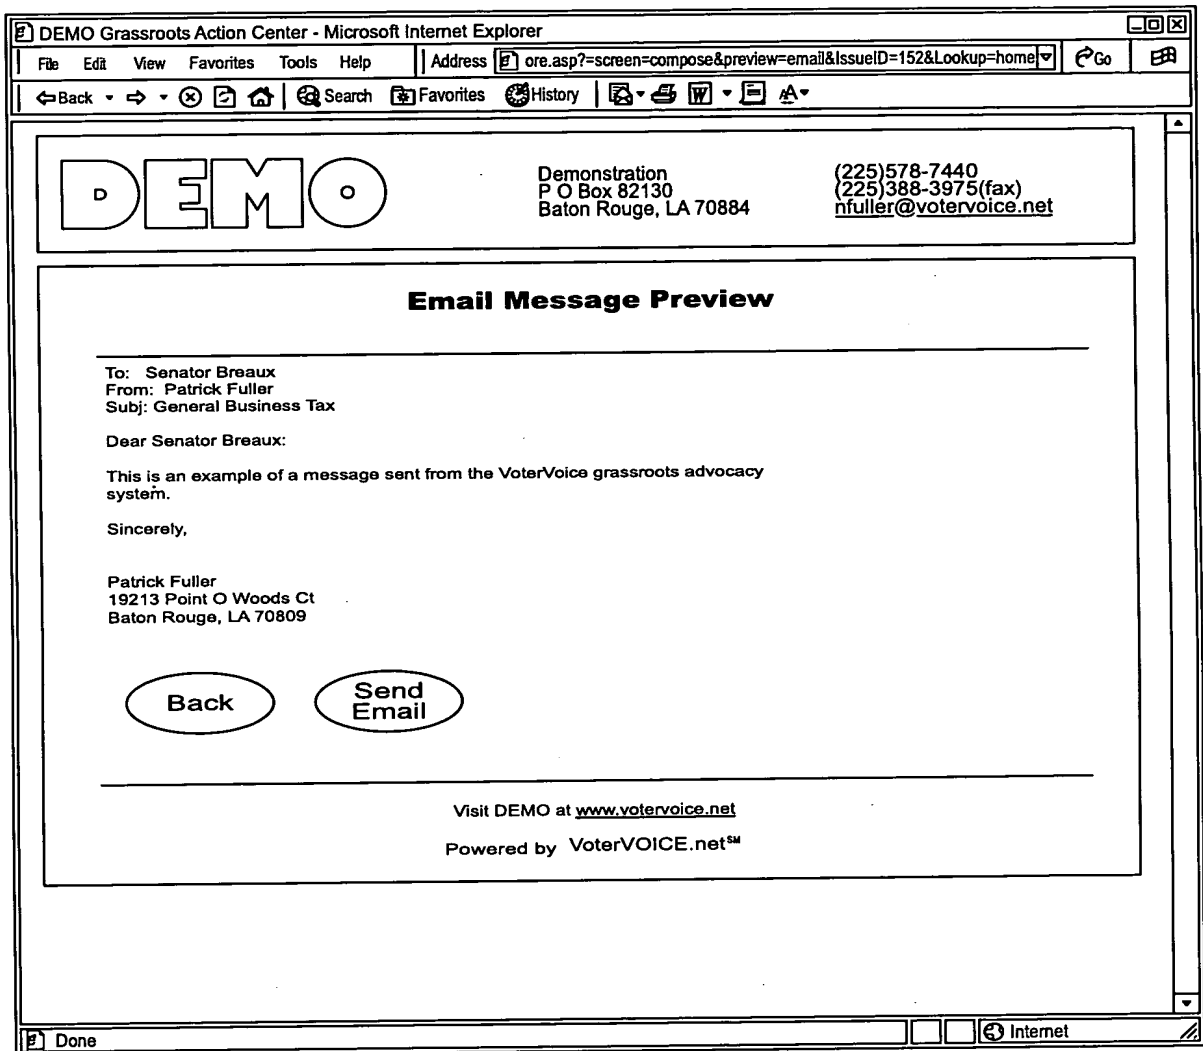 DEMO Grassroots Action Center - Microsoft Internet Explorer
File Edit View Favorites Tools Help Address ore.asp?=screen=compose&preview=email&IssueID=152&Lookup=home Go
Back Search Favorites History W A
DEMO
Demonstration
P O Box 82130
Baton Rouge, LA 70884
(225)578-7440
(225)388-3975(fax)
nfuller@votervoice.net
Email Message Preview
To: Senator Breaux
From: Patrick Fuller
Subj: General Business Tax
Dear Senator Breaux:
This is an example of a message sent from the VoterVoice grassroots advocacy
system.
Sincerely,
Patrick Fuller
19213 Point O Woods Ct
Baton Rouge, LA 70809
Back
Send
Email
Visit DEMO at www.votervoice.net
Powered by VoterVOICE.net℠
Done Internet